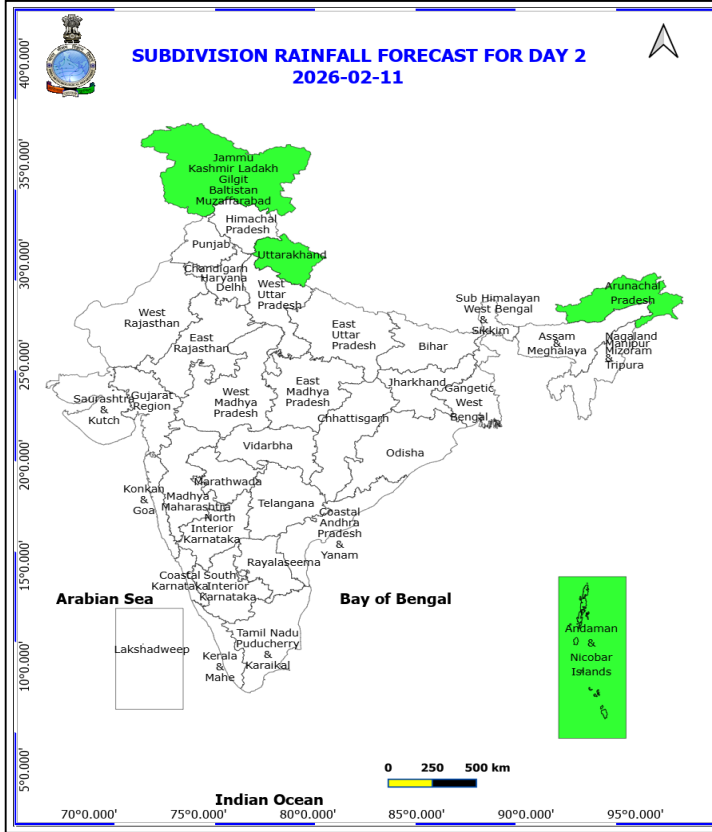 SUBDIVISION RAINFALL FORECAST FOR DAY 2
2026-02-11
40°0.000'
35°0.000'
30°0.000'
25°0.000'
20°0.000'
15°0.000'
10°0.000'
5°0.000'
Jammu
Kashmir Ladakh
Gilgit
Baltistan
Muzaffarabad
Himachal
Pradesh
Punjab
Uttarakhand
Chandigarh
Haryana
Delhi
West
Uttar
Pradesh
Arunachal
Pradesh
Sub Himalayan
West Bengal
&
Sikkim
West
Rajasthan
East
Rajasthan
East
Uttar
Pradesh
Bihar
Assam
&
Meghalaya
Nagaland
Manipur
Mizoram
&
Tripura
Saurashtra
&
Kutch
Gujarat
Region
West
Madhya
Pradesh
East
Madhya
Pradesh
Jharkhand
Gangetic
West
Bengal
Chhattisgarh
Vidarbha
Odisha
Konkan
&
Goa
Marathwada
Madhya
Maharashtra
Telangana
North
Interior
Karnataka
Coastal
Andhra
Pradesh
&
Yanam
Rayalaseema
Coastal
Karnataka
South
Interior
Karnataka
Arabian Sea
Bay of Bengal
Lakshadweep
Kerala
&
Mahe
Tamil Nadu
Puducherry
&
Karaikal
Andaman
&
Nicobar
Islands
0 250 500 km
Indian Ocean
70°0.000' 75°0.000' 80°0.000' 85°0.000' 90°0.000' 95°0.000'